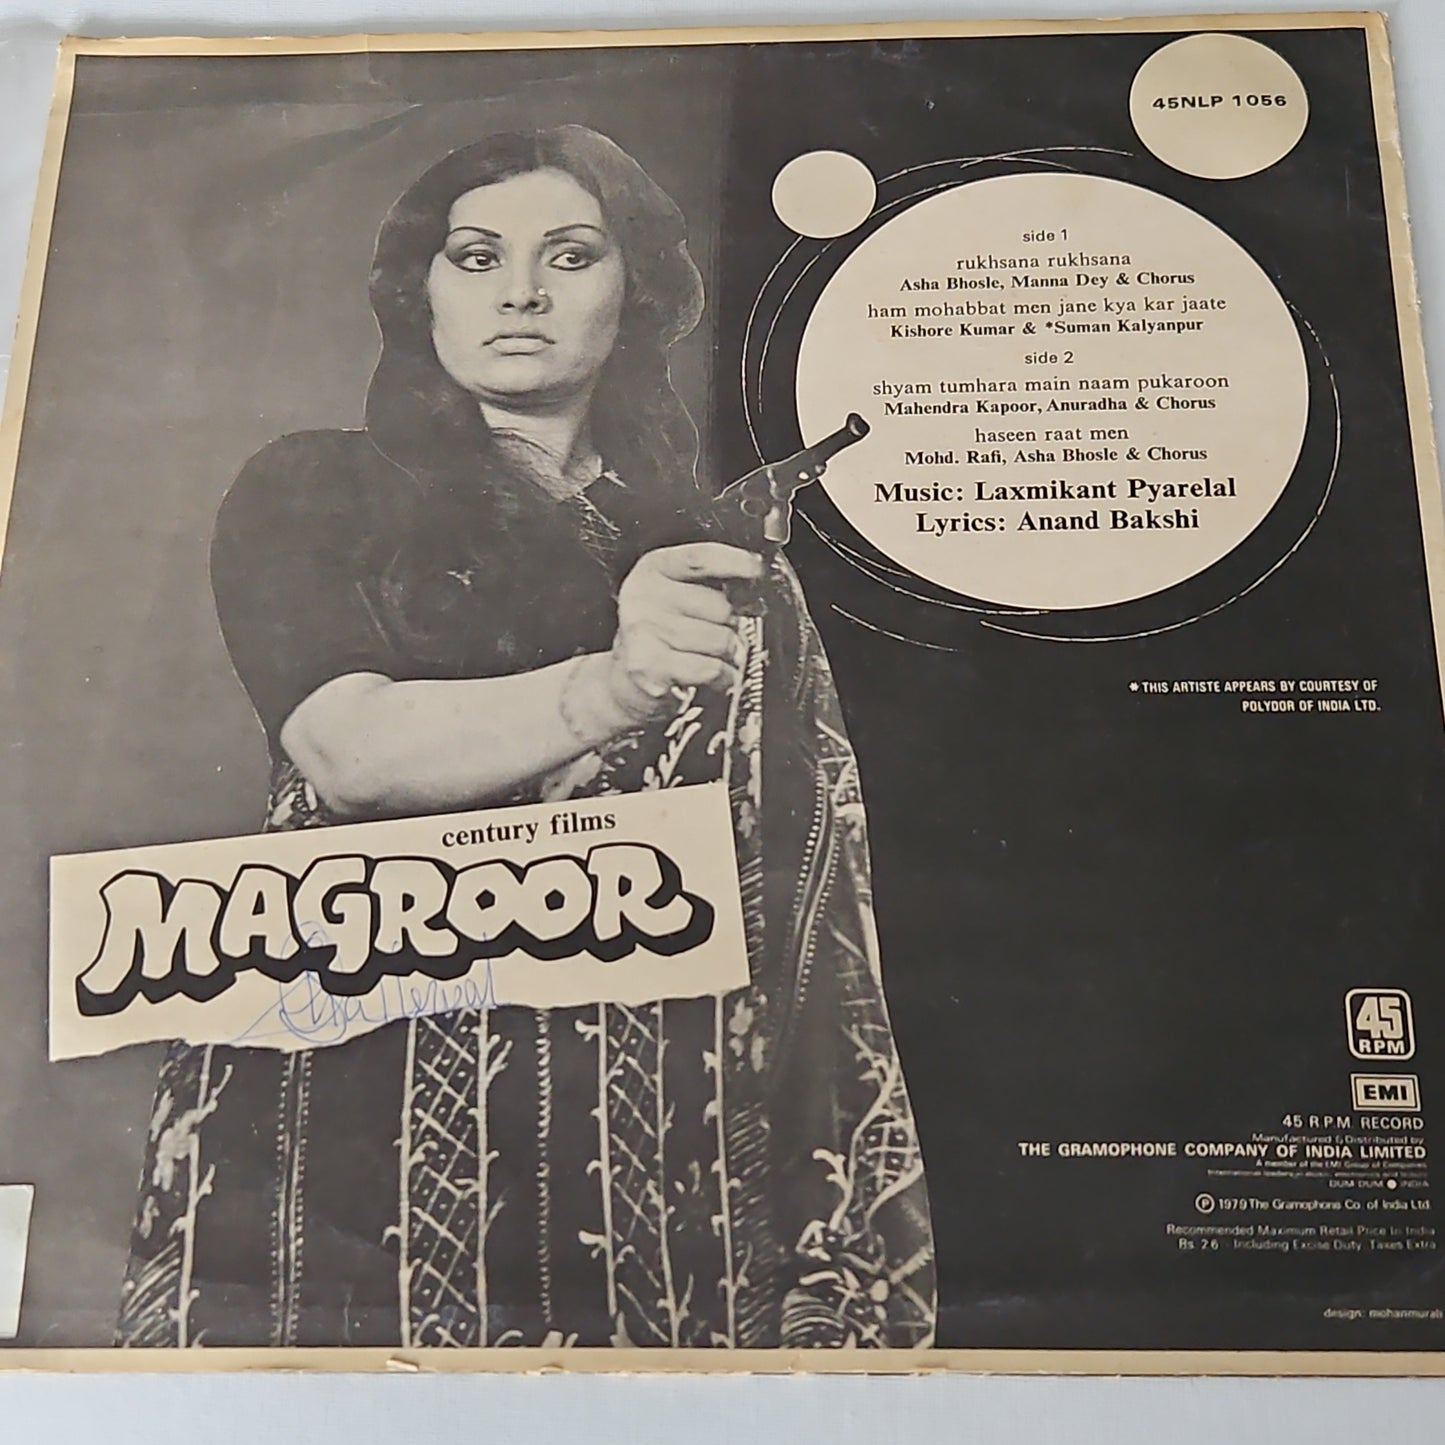 45NLP 1056
side 1
rukhsana rukhsana
Asha Bhosle, Manna Dey & Chorus
ham mohabbat men jane kya kar jaate
Kishore Kumar & *Suman Kalyanpur
side 2
shyam tumhara main naam pukaroon
Mahendra Kapoor, Anuradha & Chorus
haseen raat men
Mohd. Rafi, Asha Bhosle & Chorus
Music: Laxmikant Pyarelal
Lyrics: Anand Bakshi
* THIS ARTISTE APPEARS BY COURTESY OF
POLYDOR OF INDIA LTD.
century films
MAGROOR
45
RPM
EMI
45 R.P.M. RECORD
Manufactured & Distributed by
THE GRAMOPHONE COMPANY OF INDIA LIMITED
A member of the EMI Group of Companies
DUM DUM ● INDIA
℗ 1979 The Gramophone Co. of India Ltd.
Recommended Maximum Retail Price in India
Rs. 26 - Including Excise Duty. Taxes Extra
design: mohanmurali